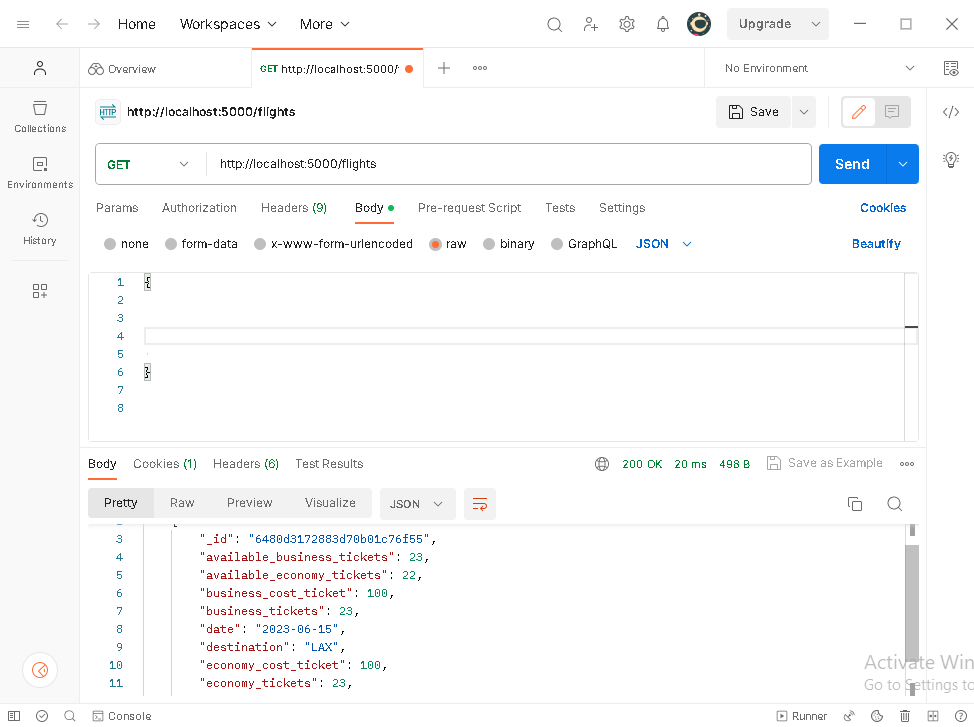 Home Workspaces More Upgrade
Overview GET http://localhost:5000/ No Environment
HTTP http://localhost:5000/flights Save
Collections
GET http://localhost:5000/flights Send
Environments
Params Authorization Headers (9) Body Pre-request Script Tests Settings Cookies
History
none form-data x-www-form-urlencoded raw binary GraphQL JSON Beautify
1 {
2
3
4
5
6 }
7
8
Body Cookies (1) Headers (6) Test Results 200 OK 20 ms 498 B Save as Example
Pretty Raw Preview Visualize JSON
3 "_id": "6480d3172883d70b01c76f55",
4 "available_business_tickets": 23,
5 "available_economy_tickets": 22,
6 "business_cost_ticket": 100,
7 "business_tickets": 23,
8 "date": "2023-06-15",
9 "destination": "LAX",
10 "economy_cost_ticket": 100,
11 "economy_tickets": 23,
Activate Win
Go to Settings to
Console Runner